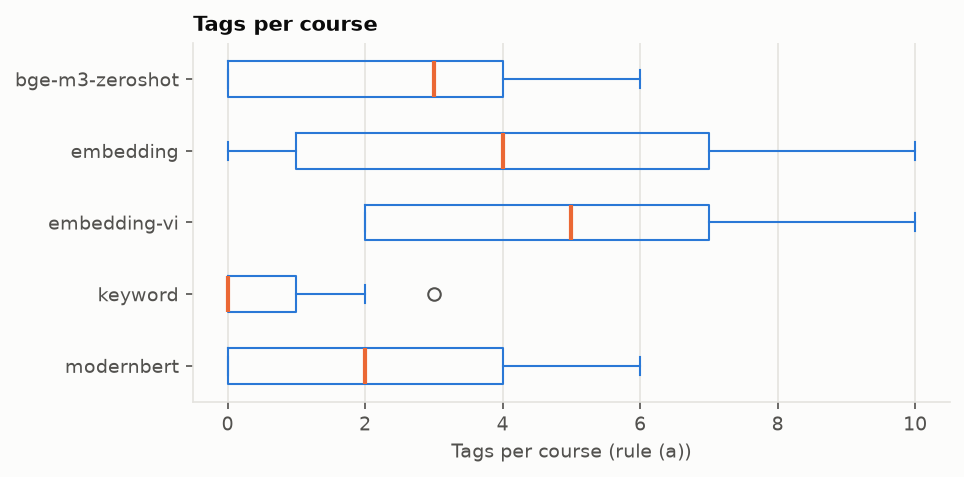 Tags per course
bge-m3-zeroshot
embedding
embedding-vi
keyword
modernbert
0 2 4 6 8 10
Tags per course (rule (a))